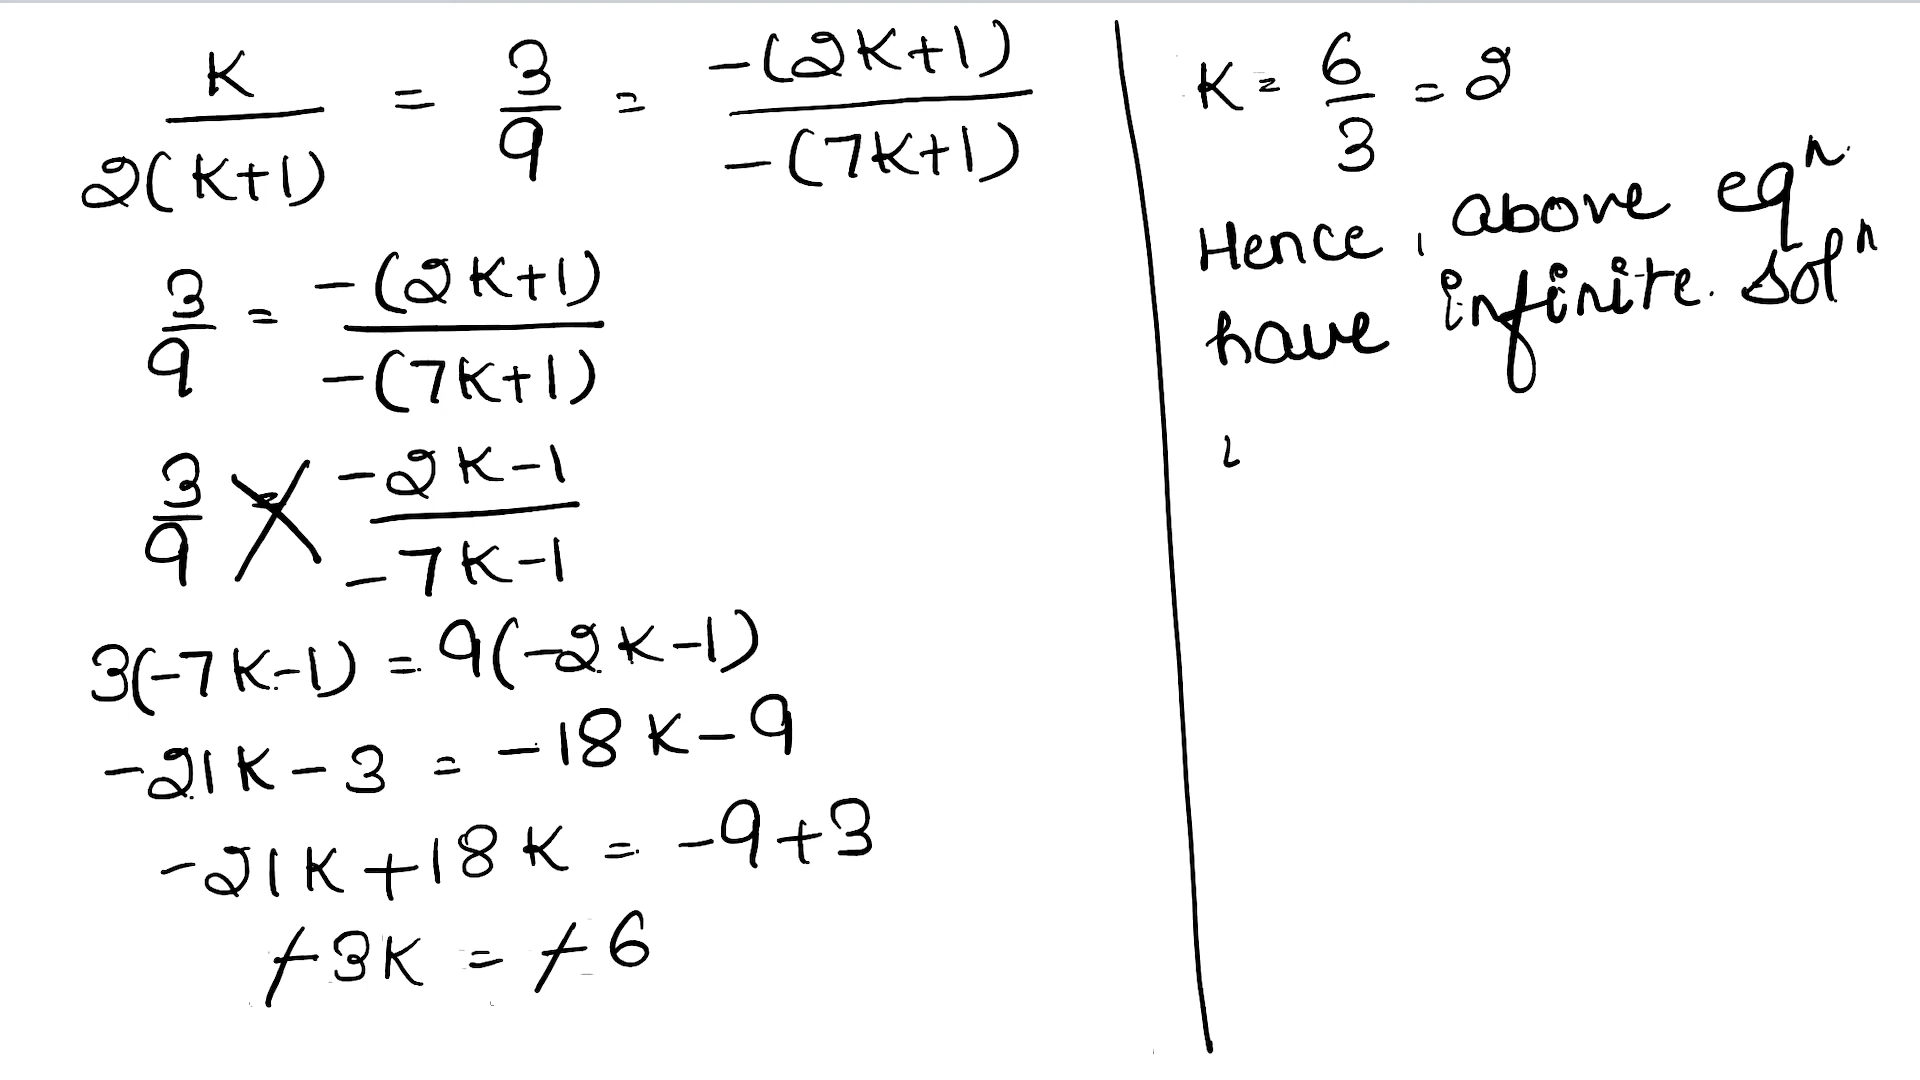 K/2(K+1) = 3/9 = -(2K+1)/-(7K+1)
3/9 = -(2K+1)/-(7K+1)
3/9 = -2K-1/-7K-1
3(-7K-1) = 9(-2K-1)
-21K-3 = -18K-9
-21K+18K = -9+3
-3K = -6
K = 6/3 = 2
Hence, above eqⁿ
have infinite solⁿ